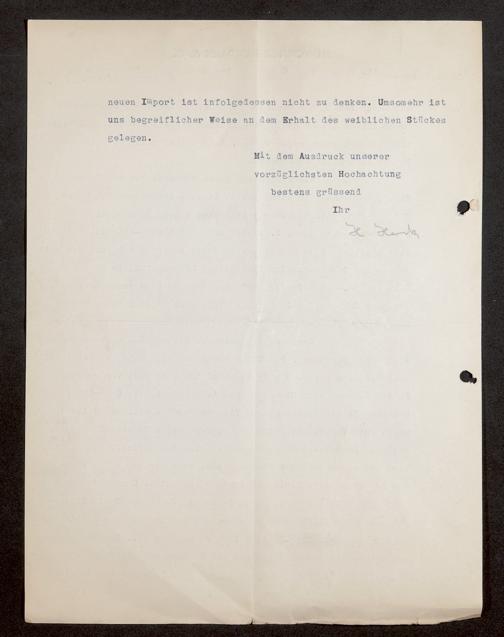 neuen Import ist infolgedessen nicht zu denken. Umsomehr ist
uns begreiflicher Weise an dem Erhalt des weiblichen Stückes
gelegen.
Mit dem Ausdruck unserer
vorzüglichsten Hochachtung
bestens grüssend
Ihr